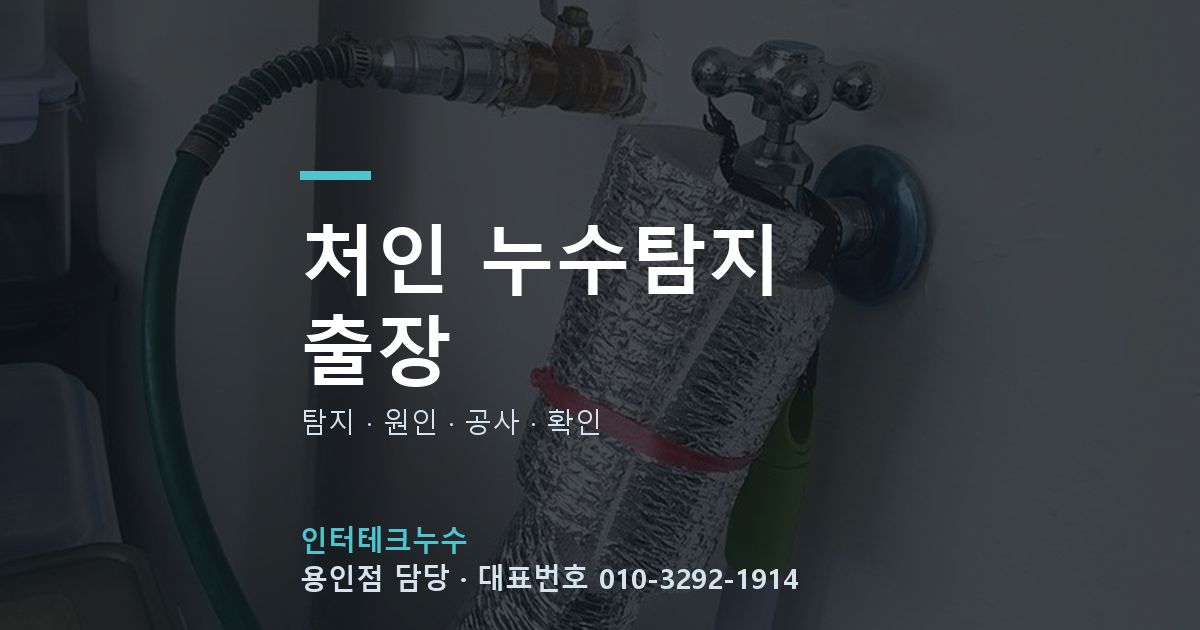 처인 누수탐지
출장
탐지 · 원인 · 공사 · 확인
인터테크누수
용인점 담당 · 대표번호 010-3292-1914